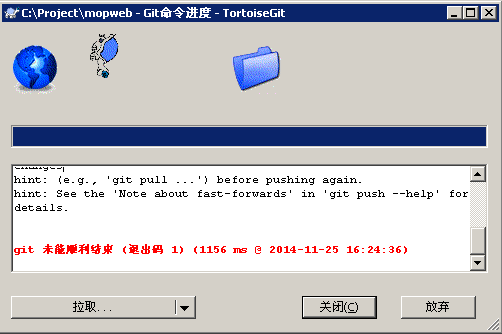 C:\Project\mopweb - Git命令进度 - TortoiseGit
hint: (e.g., 'git pull ...') before pushing again.
hint: See the 'Note about fast-forwards' in 'git push --help' for
details.
git 未能顺利结束 (退出码 1) (1156 ms @ 2014-11-25 16:24:36)
拉取...
关闭(C)
放弃